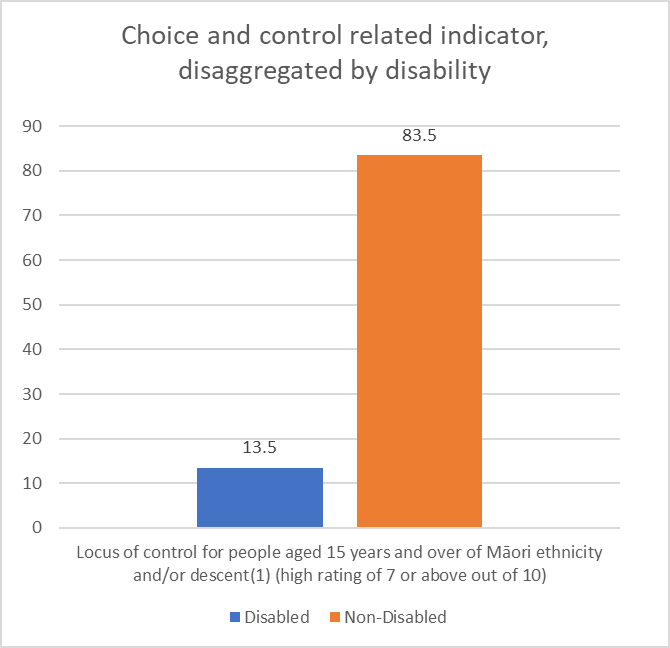 Choice and control related indicator,
disaggregated by disability
90
80
70
60
50
40
30
20
10
0
83.5
13.5
Locus of control for people aged 15 years and over of Māori ethnicity
and/or descent(1) (high rating of 7 or above out of 10)
Disabled Non-Disabled